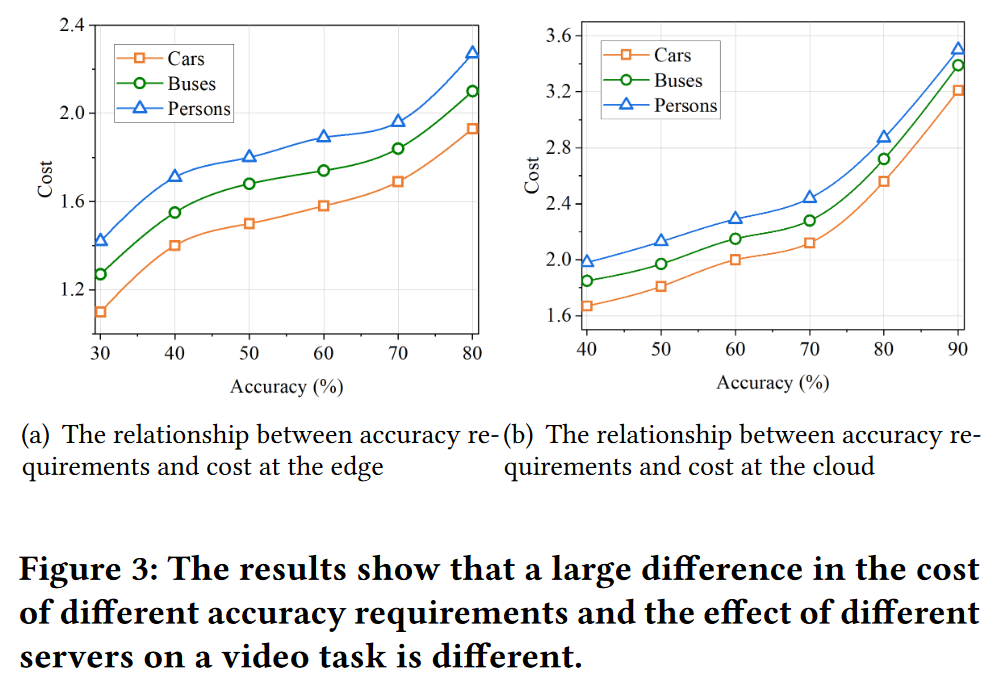 2.4
2.0
1.6
1.2
Cost
Cars
Buses
Persons
30 40 50 60 70 80
Accuracy (%)
3.6
3.2
2.8
2.4
2.0
1.6
Cost
Cars
Buses
Persons
40 50 60 70 80 90
Accuracy (%)
(a) The relationship between accuracy re-
quirements and cost at the edge
(b) The relationship between accuracy re-
quirements and cost at the cloud
Figure 3: The results show that a large difference in the cost
of different accuracy requirements and the effect of different
servers on a video task is different.